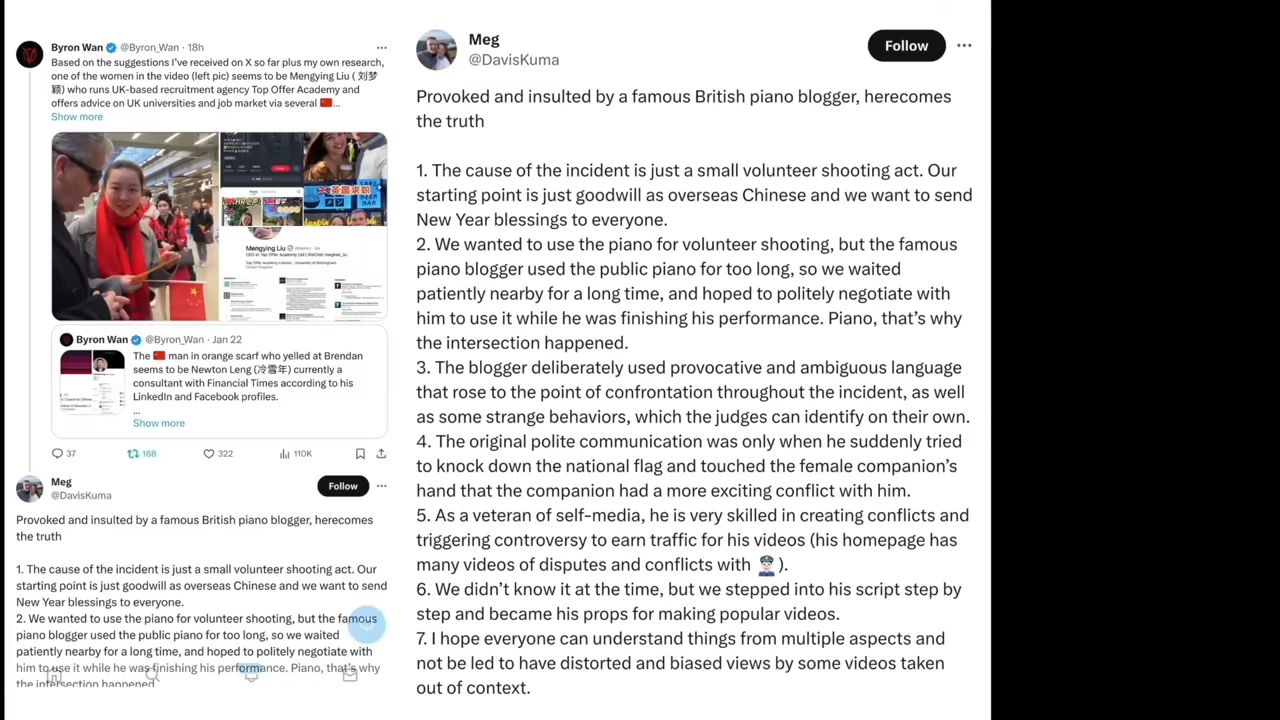 Byron Wan @Byron_Wan · 18h
Based on the suggestions I've received on X so far plus my own research,
one of the women in the video (left pic) seems to be Mengying Liu ( 刘梦
颖) who runs UK-based recruitment agency Top Offer Academy and
offers advice on UK universities and job market via several 🇨🇳...
Show more
英国求职
Mengying Liu
Byron Wan @Byron_Wan · Jan 22
The 🇨🇳 man in orange scarf who yelled at Brendan
seems to be Newton Leng (冷雪年) currently a
consultant with Financial Times according to his
LinkedIn and Facebook profiles.
...
Show more
37 168 322 110K
Meg
@DavisKuma
Follow
Provoked and insulted by a famous British piano blogger, herecomes
the truth
1. The cause of the incident is just a small volunteer shooting act. Our
starting point is just goodwill as overseas Chinese and we want to send
New Year blessings to everyone.
2. We wanted to use the piano for volunteer shooting, but the famous
piano blogger used the public piano for too long, so we waited
patiently nearby for a long time, and hoped to politely negotiate with
him to use it while he was finishing his performance. Piano, that's why
the intersection happened.
Meg
@DavisKuma
Follow
Provoked and insulted by a famous British piano blogger, herecomes
the truth
1. The cause of the incident is just a small volunteer shooting act. Our
starting point is just goodwill as overseas Chinese and we want to send
New Year blessings to everyone.
2. We wanted to use the piano for volunteer shooting, but the famous
piano blogger used the public piano for too long, so we waited
patiently nearby for a long time, and hoped to politely negotiate with
him to use it while he was finishing his performance. Piano, that's why
the intersection happened.
3. The blogger deliberately used provocative and ambiguous language
that rose to the point of confrontation throughout the incident, as well
as some strange behaviors, which the judges can identify on their own.
4. The original polite communication was only when he suddenly tried
to knock down the national flag and touched the female companion's
hand that the companion had a more exciting conflict with him.
5. As a veteran of self-media, he is very skilled in creating conflicts and
triggering controversy to earn traffic for his videos (his homepage has
many videos of disputes and conflicts with 👮🏻).
6. We didn't know it at the time, but we stepped into his script step by
step and became his props for making popular videos.
7. I hope everyone can understand things from multiple aspects and
not be led to have distorted and biased views by some videos taken
out of context.